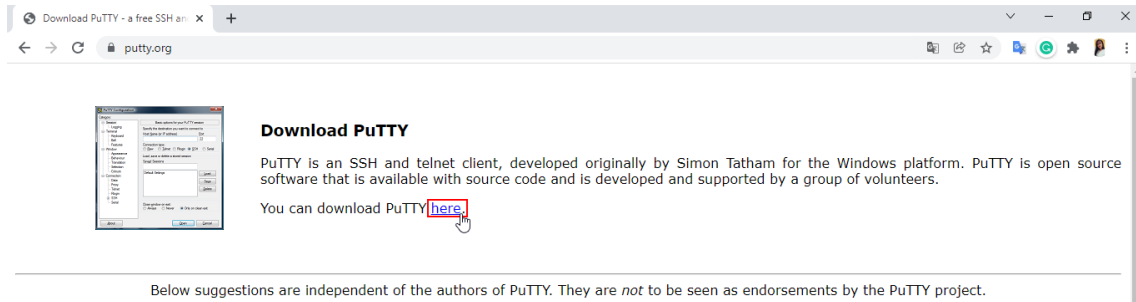 Download PuTTY - a free SSH an
putty.org
Download PuTTY
PuTTY is an SSH and telnet client, developed originally by Simon Tatham for the Windows platform. PuTTY is open source
software that is available with source code and is developed and supported by a group of volunteers.
You can download PuTTY here.
Below suggestions are independent of the authors of PuTTY. They are not to be seen as endorsements by the PuTTY project.